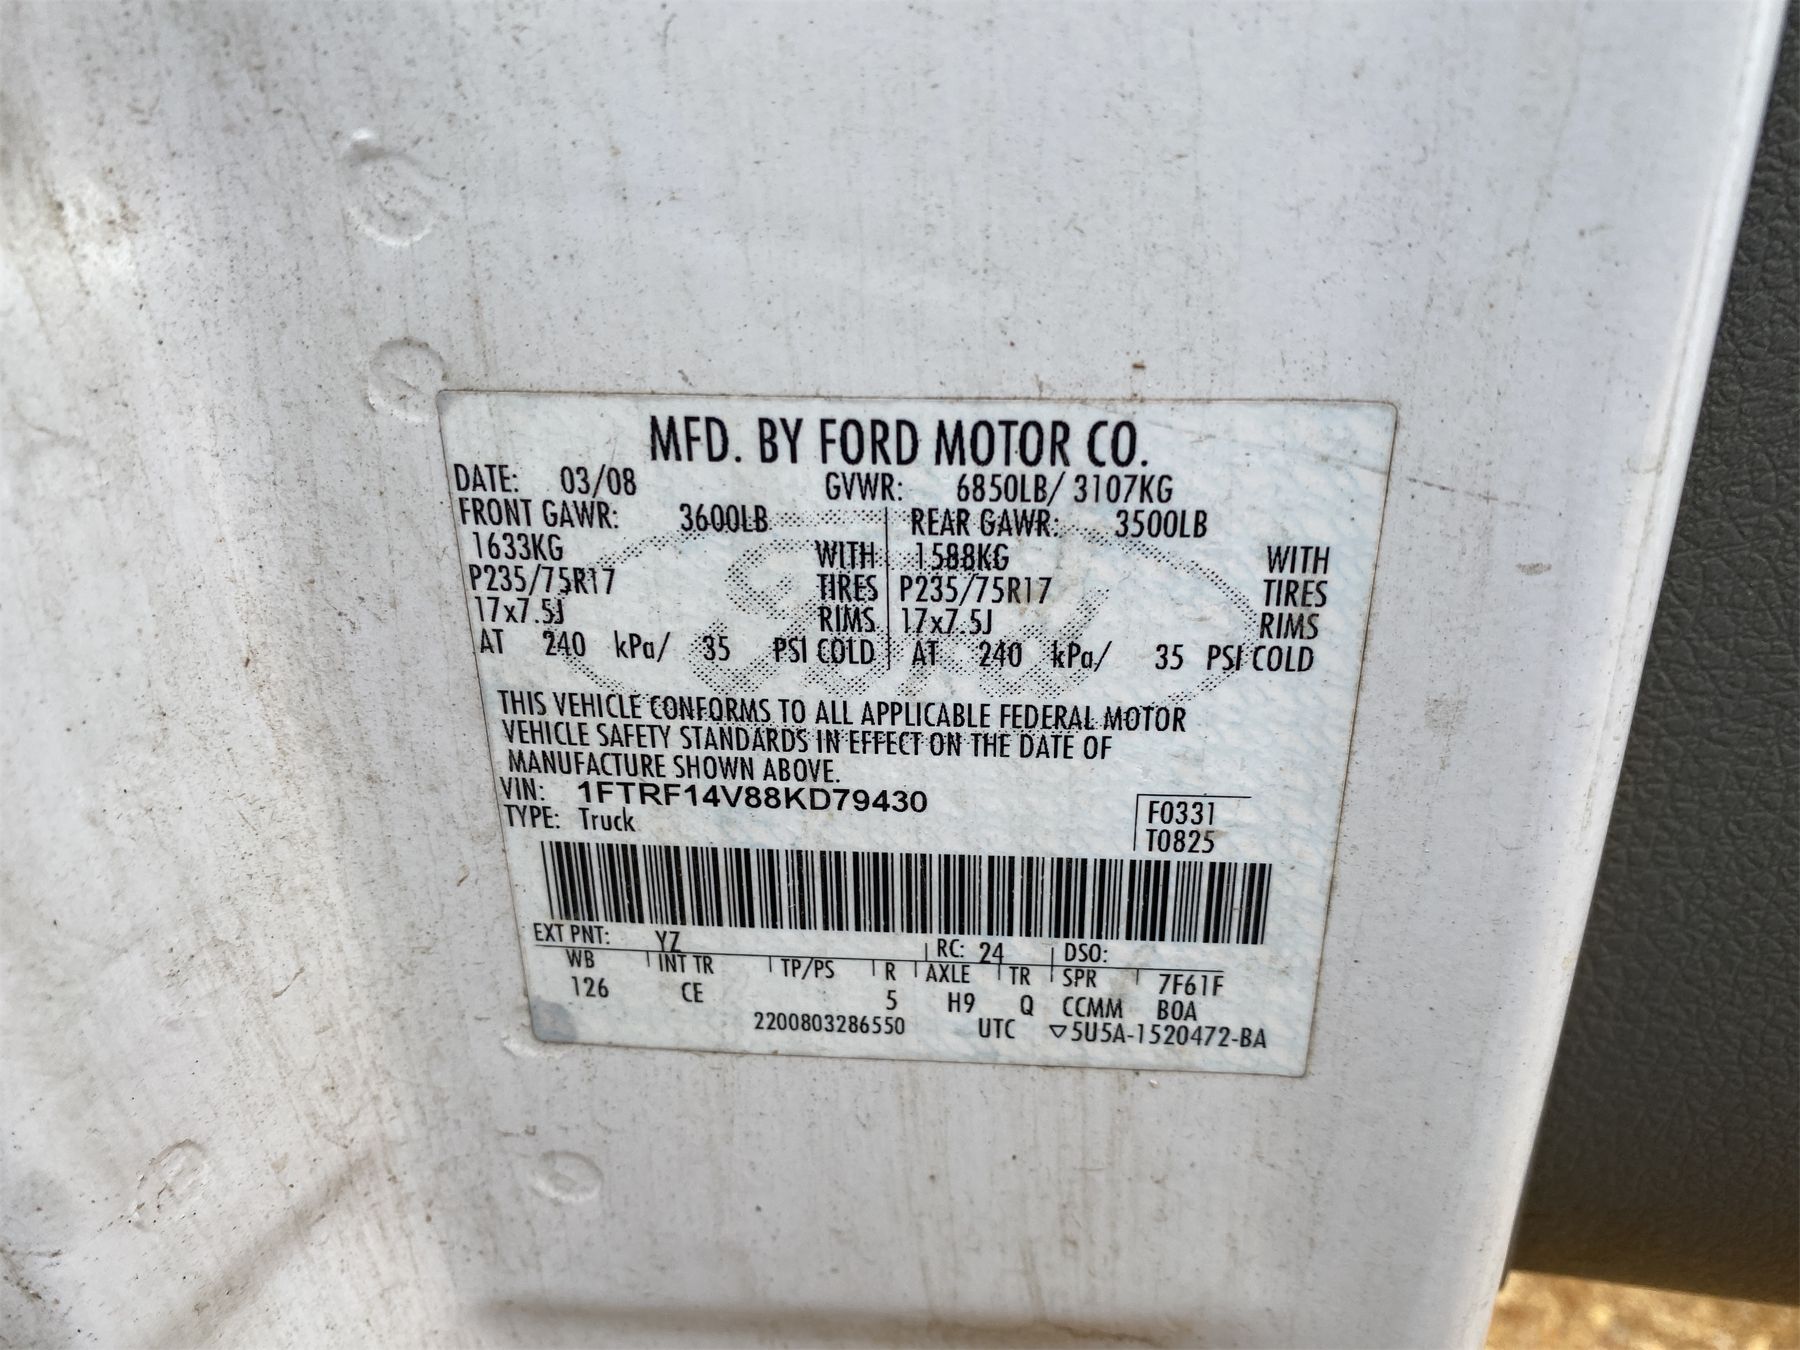 MFD. BY FORD MOTOR CO.
DATE: 03/08 GVWR: 6850LB/ 3107KG
FRONT GAWR: 3600LB REAR GAWR: 3500LB
1633KG WITH 1588KG WITH
P235/75R17 TIRES P235/75R17 TIRES
17x7.5J RIMS 17x7.5J RIMS
AT 240 kPa/ 35 PSI COLD AT 240 kPa/ 35 PSI COLD
THIS VEHICLE CONFORMS TO ALL APPLICABLE FEDERAL MOTOR
VEHICLE SAFETY STANDARDS IN EFFECT ON THE DATE OF
MANUFACTURE SHOWN ABOVE.
VIN: 1FTRF14V88KD79430 F0331
TYPE: Truck T0825
EXT PNT: YZ RC: 24 DSO:
WB INT TR TP/PS R AXLE TR SPR 7F61F
126 CE 5 H9 Q CCMM BOA
2200803286550 UTC ▽5U5A-1520472-BA